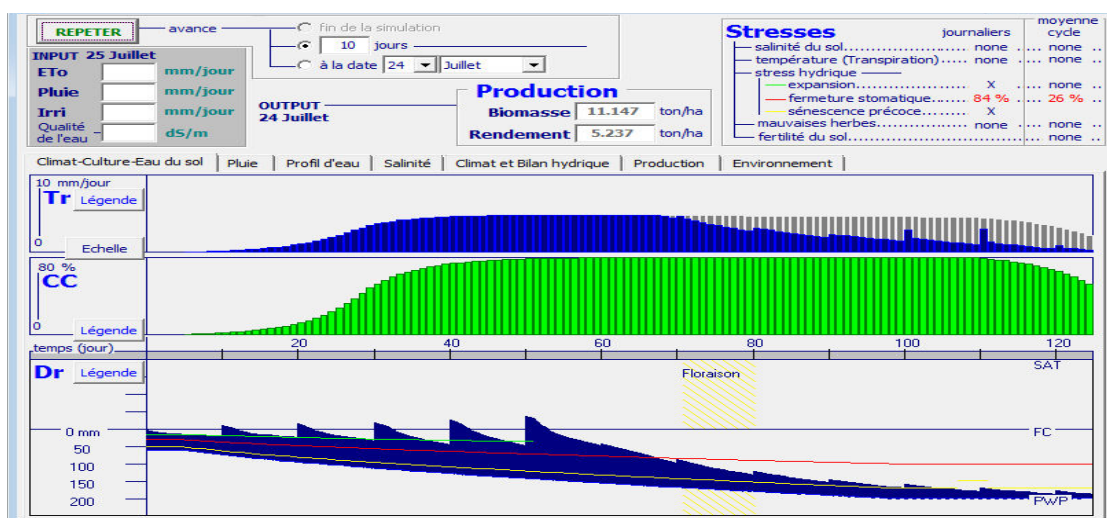 REPETER avance fin de la simulation
10 jours
à la date 24 Juillet
INPUT 25 Juillet
ETo mm/jour
Pluie mm/jour
Irri mm/jour
Qualité de l'eau dS/m
OUTPUT
24 Juillet
Production
Biomasse 11.147 ton/ha
Rendement 5.237 ton/ha
Stresses journaliers moyenne cycle
salinité du sol none none
température (Transpiration) none none
stress hydrique
expansion X none
fermeture stomatique 84 % 26 %
sénescence précoce X
mauvaises herbes none none
fertilité du sol none
Climat-Culture-Eau du sol Pluie Profil d'eau Salinité Climat et Bilan hydrique Production Environnement
10 mm/jour
Tr Légende
0 Echelle
80 %
CC
0 Légende
temps (jour) 20 40 60 80 100 120
Dr Légende Floraison SAT
0 mm FC
50
100
150
200 PWP